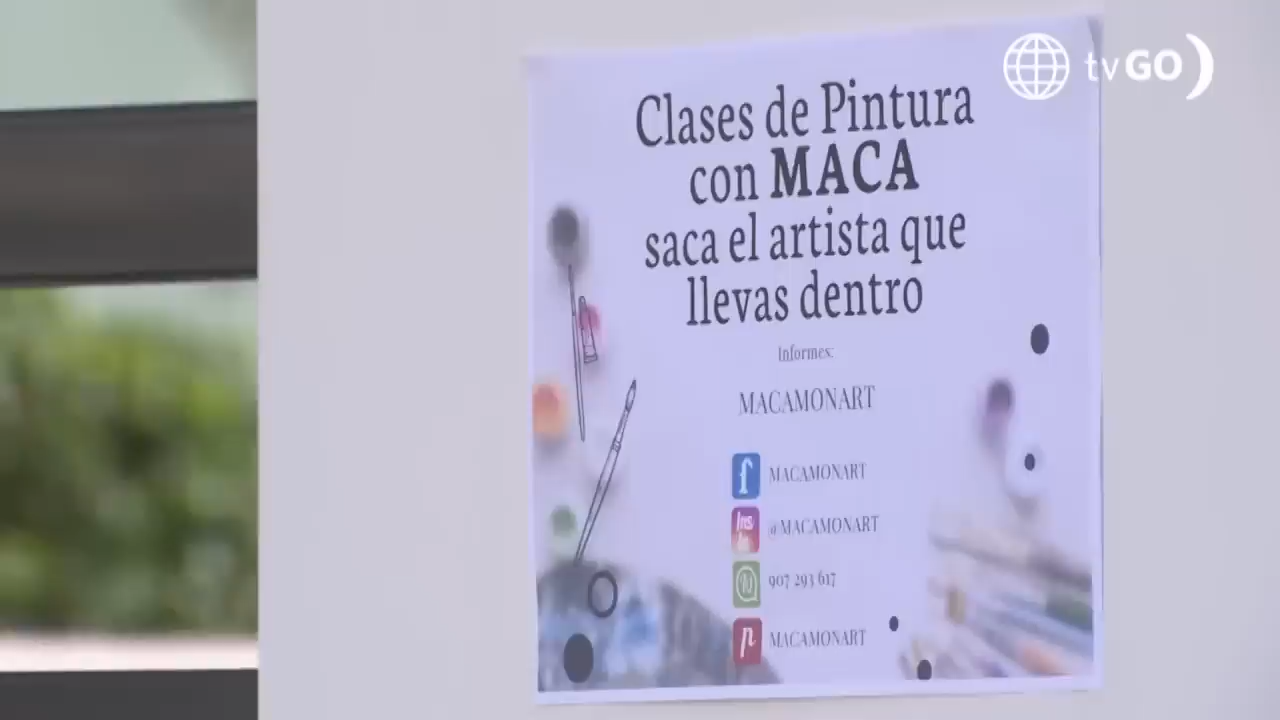 tvGO
Clases de Pintura
con MACA
saca el artista que
llevas dentro
Informes:
MACAMONART
MACAMONART
@MACAMONART
907 293 617
MACAMONART